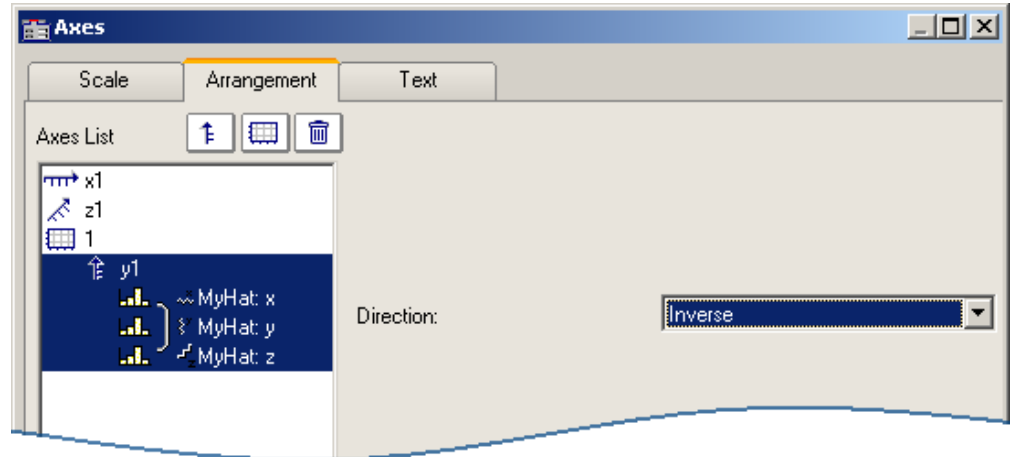 Axes
Scale
Arrangement
Text
Axes List
x1
z1
1
y1
MyHat: x
MyHat: y
MyHat: z
Direction:
Inverse